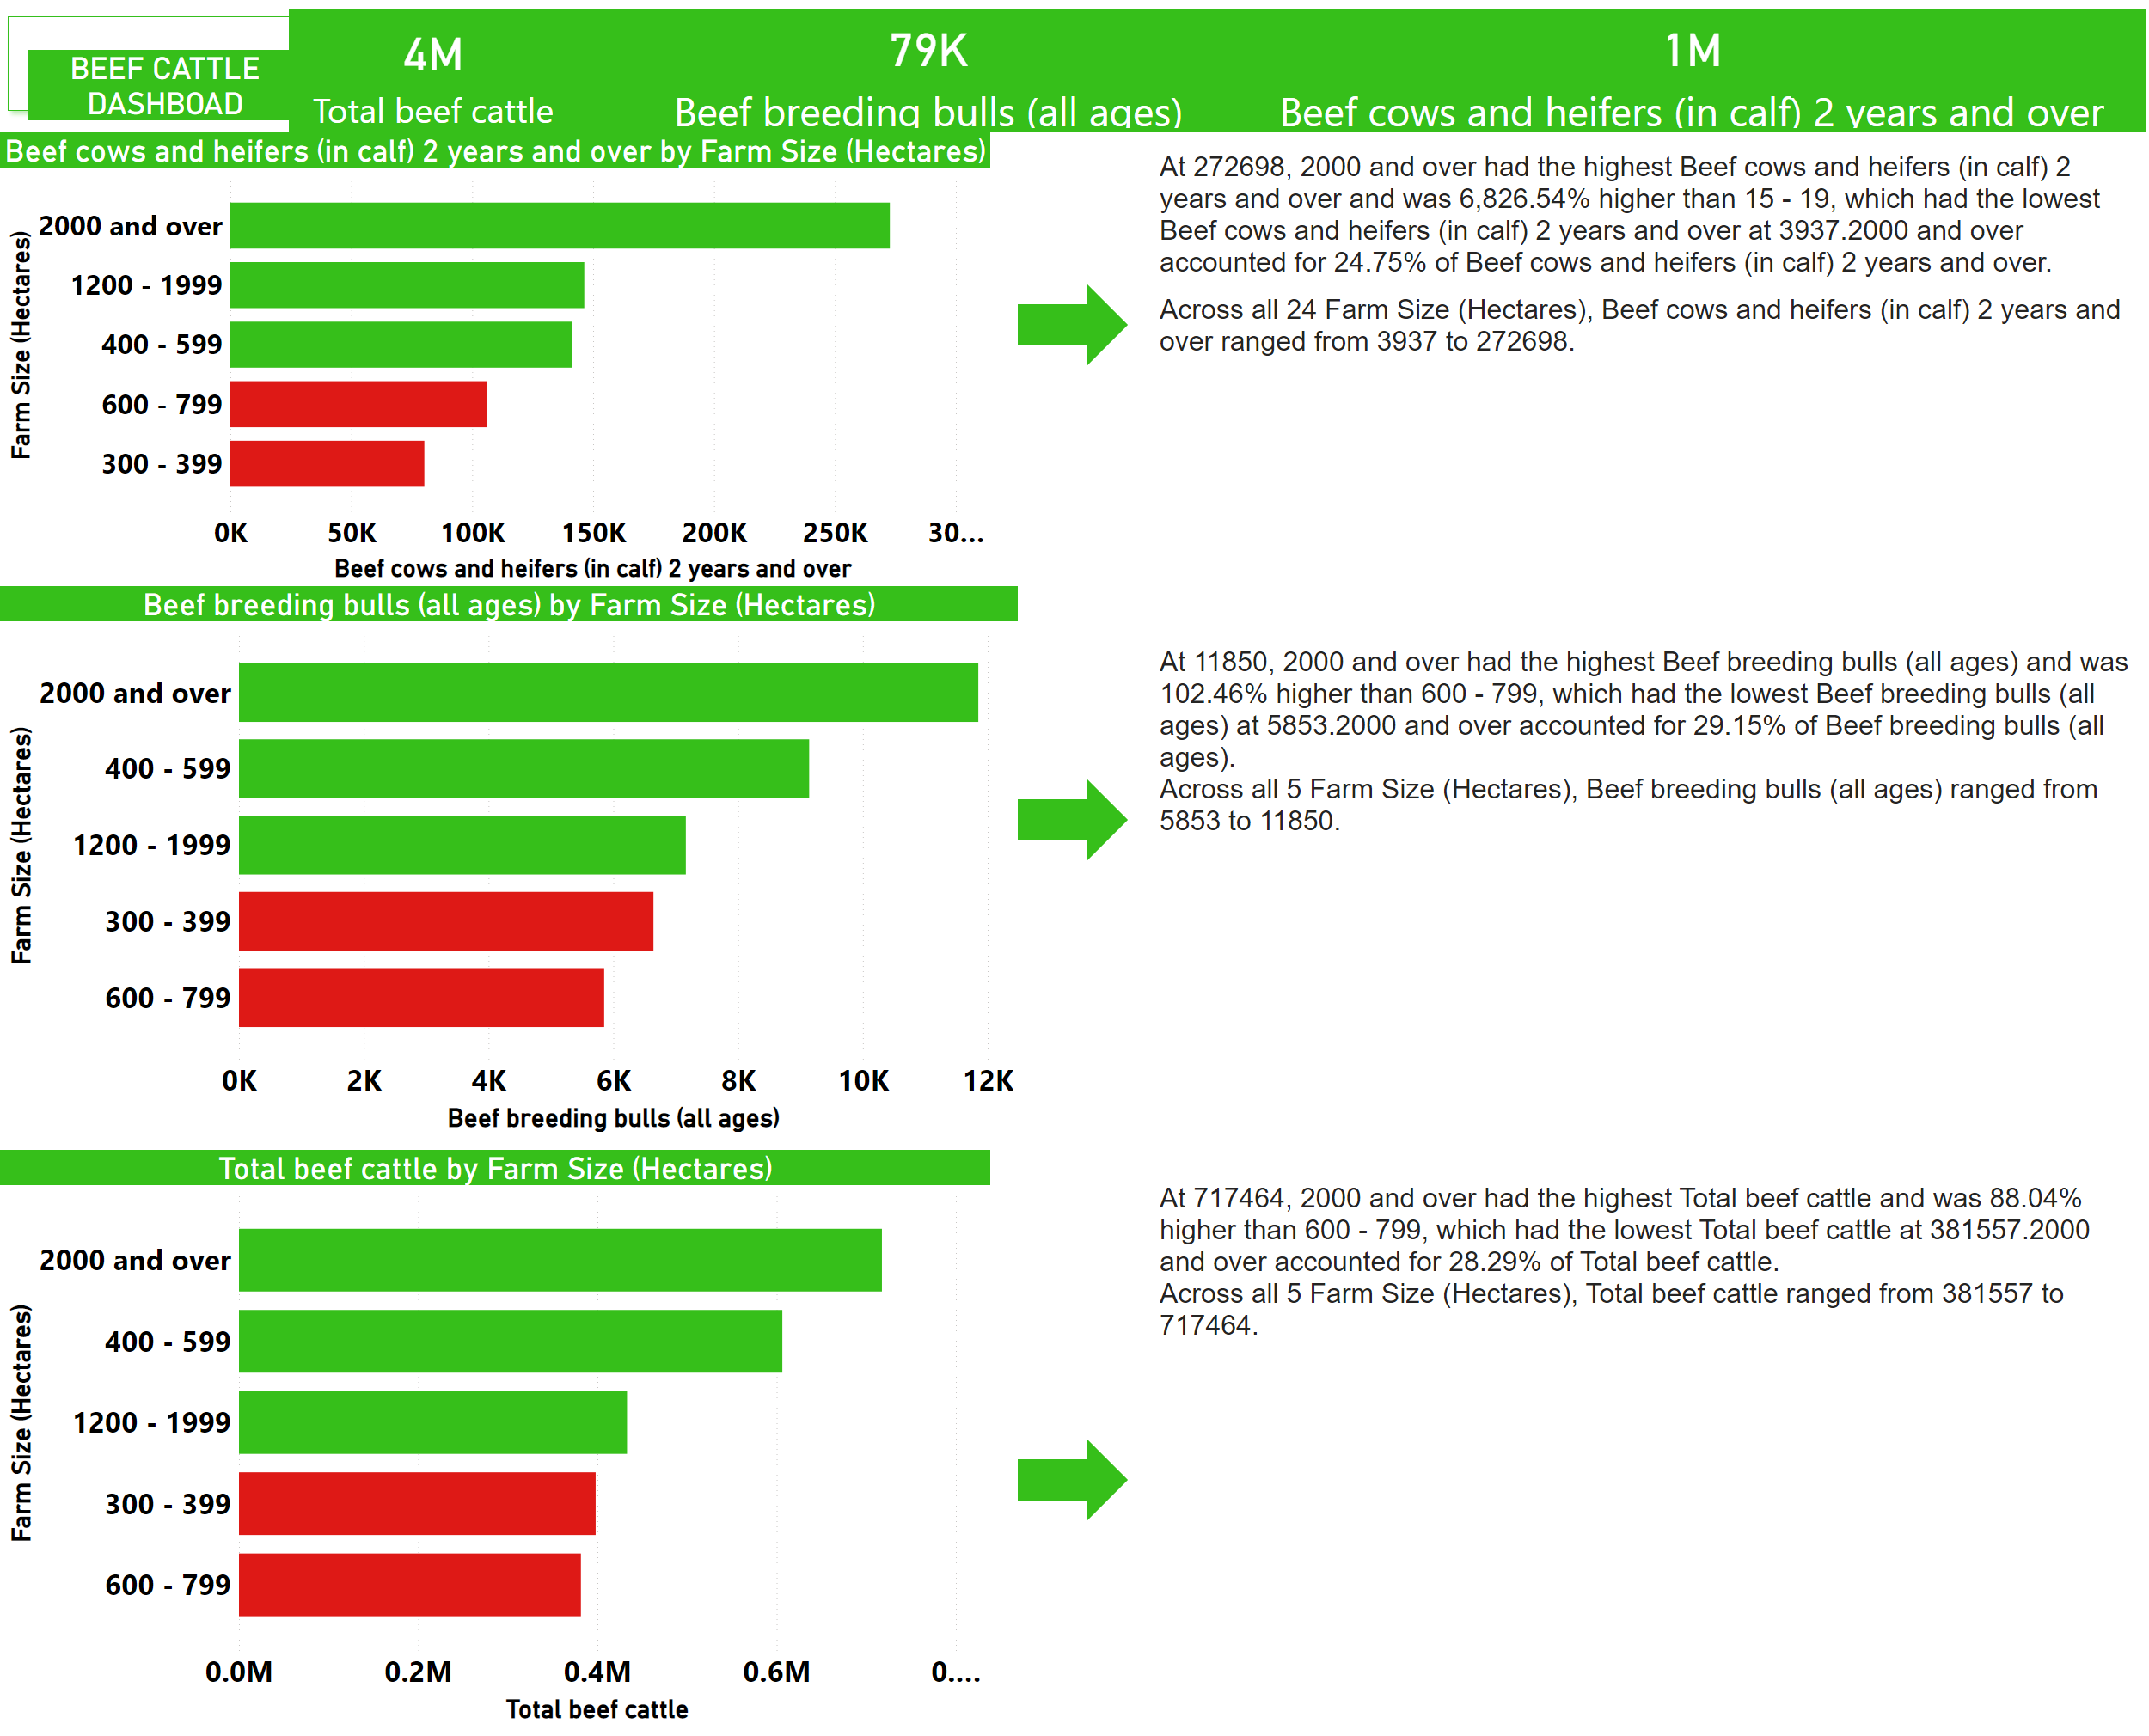 BEEF CATTLE
DASHBOAD
4M
Total beef cattle
79K
Beef breeding bulls (all ages)
1M
Beef cows and heifers (in calf) 2 years and over
Beef cows and heifers (in calf) 2 years and over by Farm Size (Hectares)
Farm Size (Hectares)
2000 and over
1200 - 1999
400 - 599
600 - 799
300 - 399
0K 50K 100K 150K 200K 250K 30...
Beef cows and heifers (in calf) 2 years and over
At 272698, 2000 and over had the highest Beef cows and heifers (in calf) 2
years and over and was 6,826.54% higher than 15 - 19, which had the lowest
Beef cows and heifers (in calf) 2 years and over at 3937.2000 and over
accounted for 24.75% of Beef cows and heifers (in calf) 2 years and over.
Across all 24 Farm Size (Hectares), Beef cows and heifers (in calf) 2 years and
over ranged from 3937 to 272698.
Beef breeding bulls (all ages) by Farm Size (Hectares)
Farm Size (Hectares)
2000 and over
400 - 599
1200 - 1999
300 - 399
600 - 799
0K 2K 4K 6K 8K 10K 12K
Beef breeding bulls (all ages)
At 11850, 2000 and over had the highest Beef breeding bulls (all ages) and was
102.46% higher than 600 - 799, which had the lowest Beef breeding bulls (all
ages) at 5853.2000 and over accounted for 29.15% of Beef breeding bulls (all
ages).
Across all 5 Farm Size (Hectares), Beef breeding bulls (all ages) ranged from
5853 to 11850.
Total beef cattle by Farm Size (Hectares)
Farm Size (Hectares)
2000 and over
400 - 599
1200 - 1999
300 - 399
600 - 799
0.0M 0.2M 0.4M 0.6M 0....
Total beef cattle
At 717464, 2000 and over had the highest Total beef cattle and was 88.04%
higher than 600 - 799, which had the lowest Total beef cattle at 381557.2000
and over accounted for 28.29% of Total beef cattle.
Across all 5 Farm Size (Hectares), Total beef cattle ranged from 381557 to
717464.